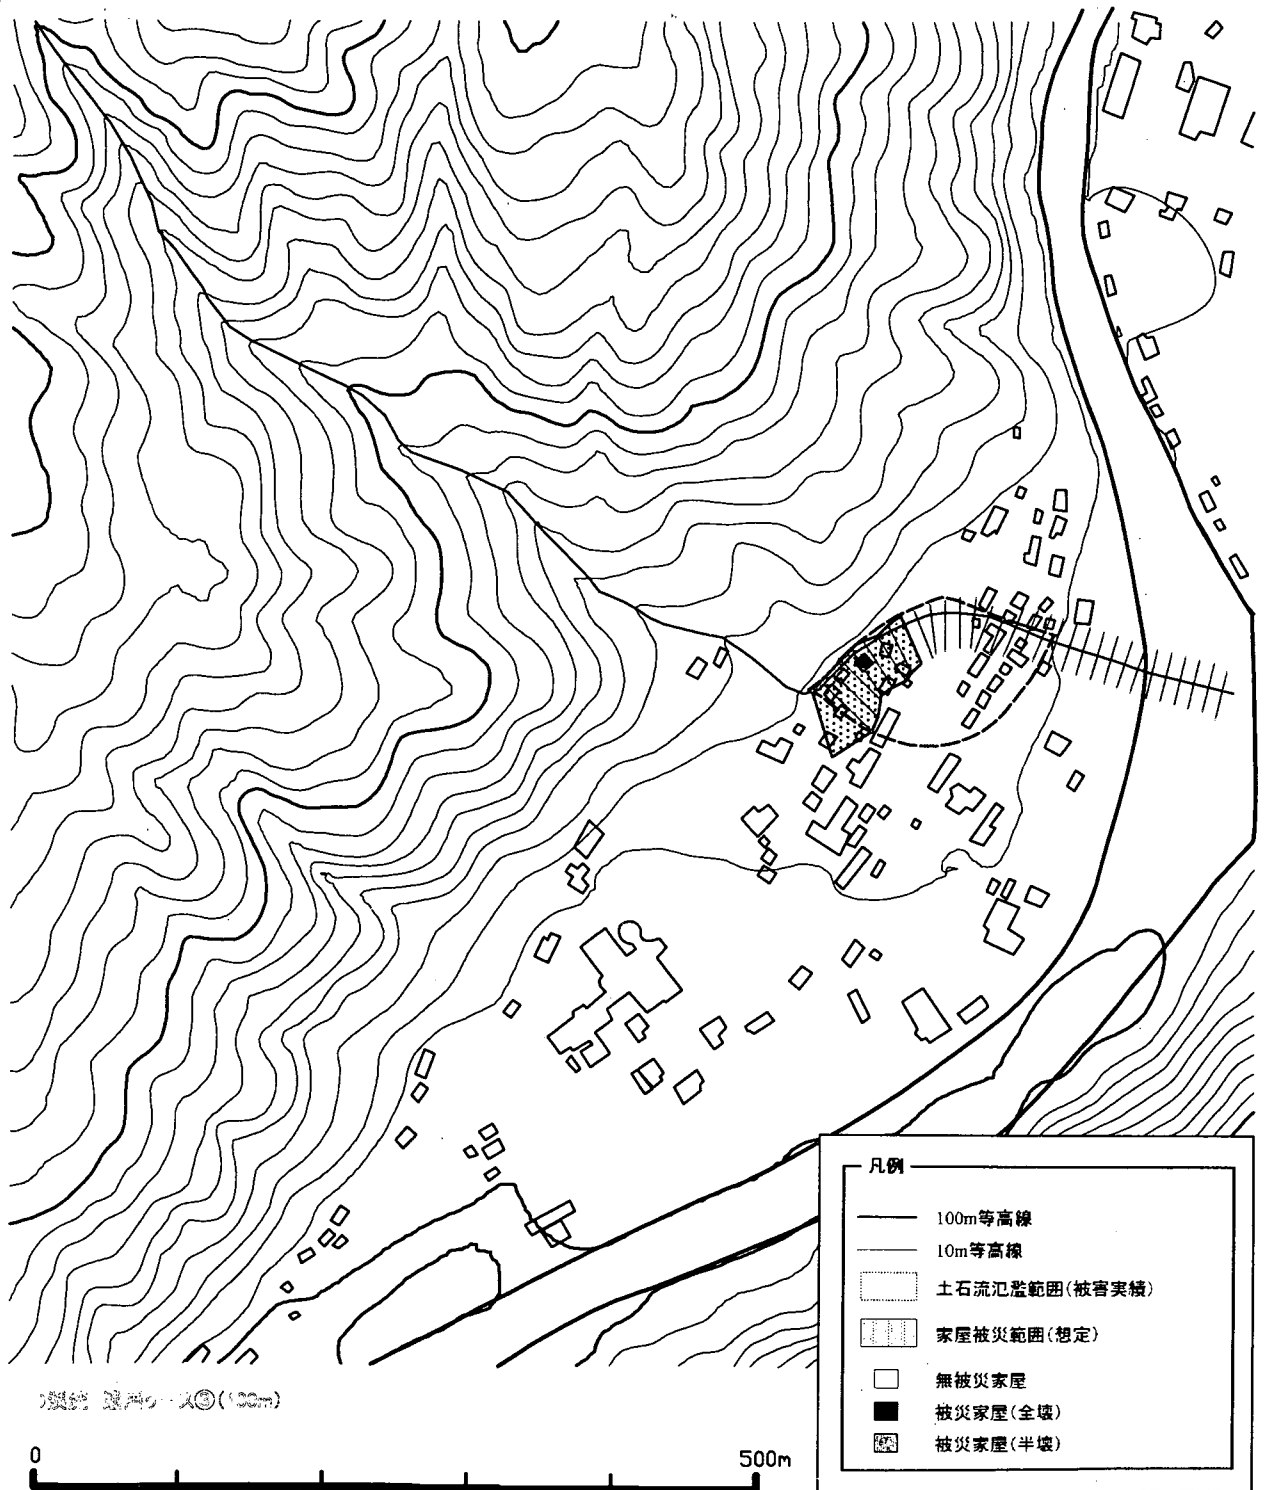 凡例
100m等高線
10m等高線
土石流氾濫範囲(被害実績)
家屋被災範囲(想定)
無被災家屋
被災家屋(全壊)
被災家屋(半壊)
0 500m